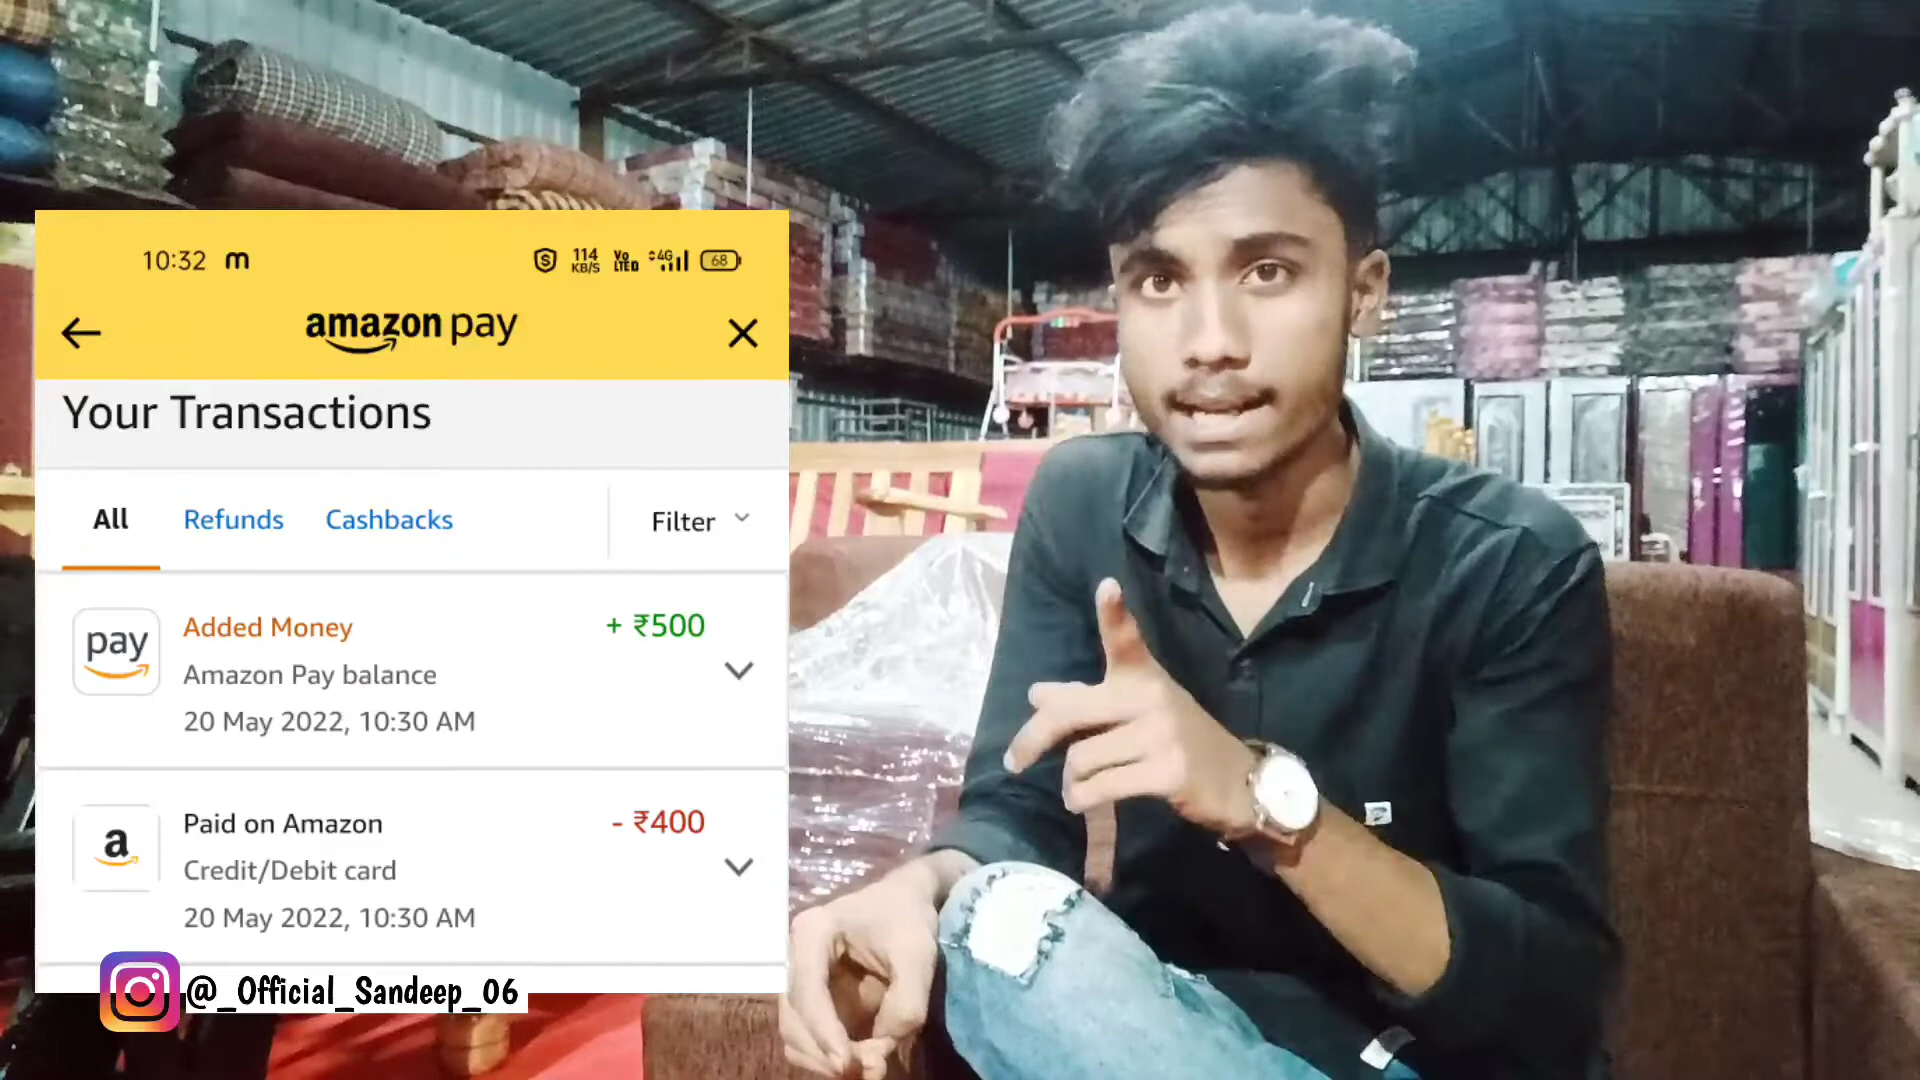 10:32 m
114
KB/S
Vo
LTE
4G
68
amazon pay
Your Transactions
All Refunds Cashbacks Filter
pay
Added Money + ₹500
Amazon Pay balance
20 May 2022, 10:30 AM
a
Paid on Amazon - ₹400
Credit/Debit card
20 May 2022, 10:30 AM
@_Official_Sandeep_06